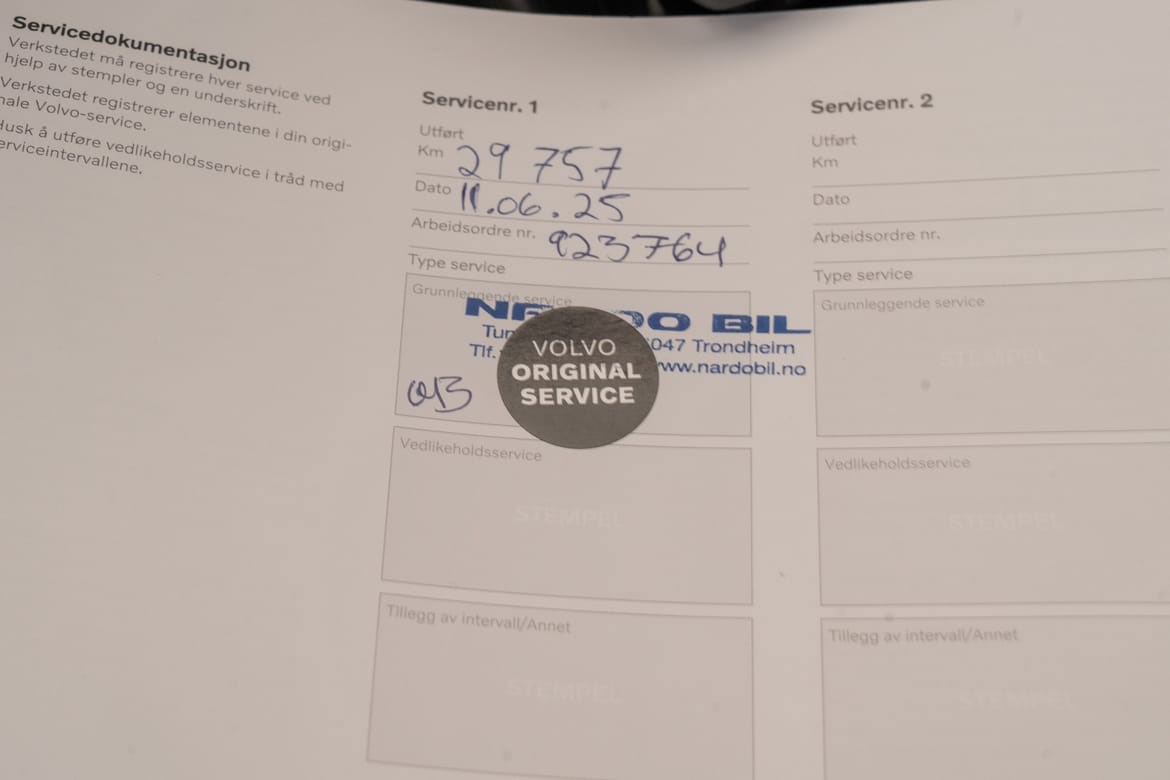 Servicedokumentasjon
Verkstedet må registrere hver service ved
hjelp av stempler og en underskrift.
Verkstedet registrerer elementene i din origi-
nale Volvo-service.
Husk å utføre vedlikeholdsservice i tråd med
serviceintervallene.
Servicenr. 1
Utført
Km 29 757
Dato 11.06.25
Arbeidsordre nr. 923764
Type service
Grunnleggende service
BIL
7047 Trondheim
Tlf.
www.nardobil.no
VOLVO
ORIGINAL
SERVICE
Vedlikeholdsservice
STEMPEL
Tillegg av intervall/Annet
STEMPEL
Servicenr. 2
Utført
Km
Dato
Arbeidsordre nr.
Type service
Grunnleggende service
STEMPEL
Vedlikeholdsservice
STEMPEL
Tillegg av intervall/Annet
STEMPEL